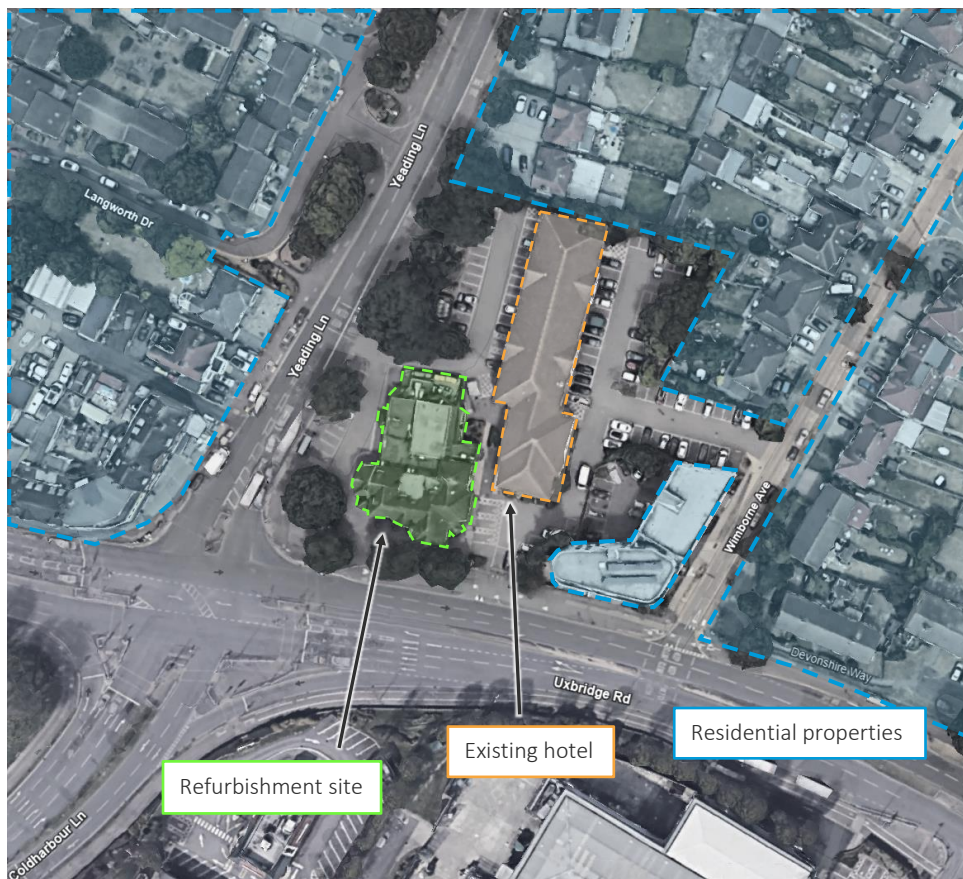 Yeading Ln
Langworth Dr
Yeading Ln
Wimborne Ave
Devonshire Way
Uxbridge Rd
Residential properties
Existing hotel
Refurbishment site
Coldharbour Ln